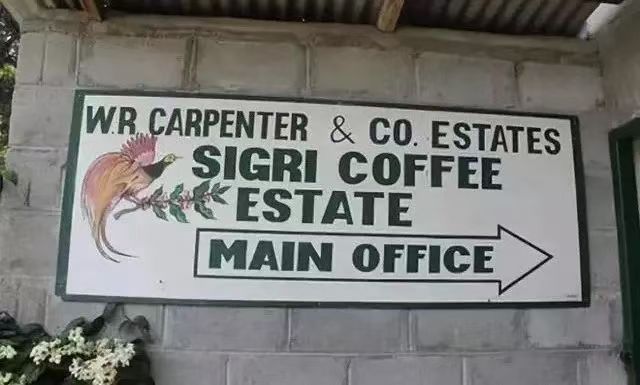 W.R. CARPENTER & CO. ESTATES
SIGRI COFFEE
ESTATE
MAIN OFFICE